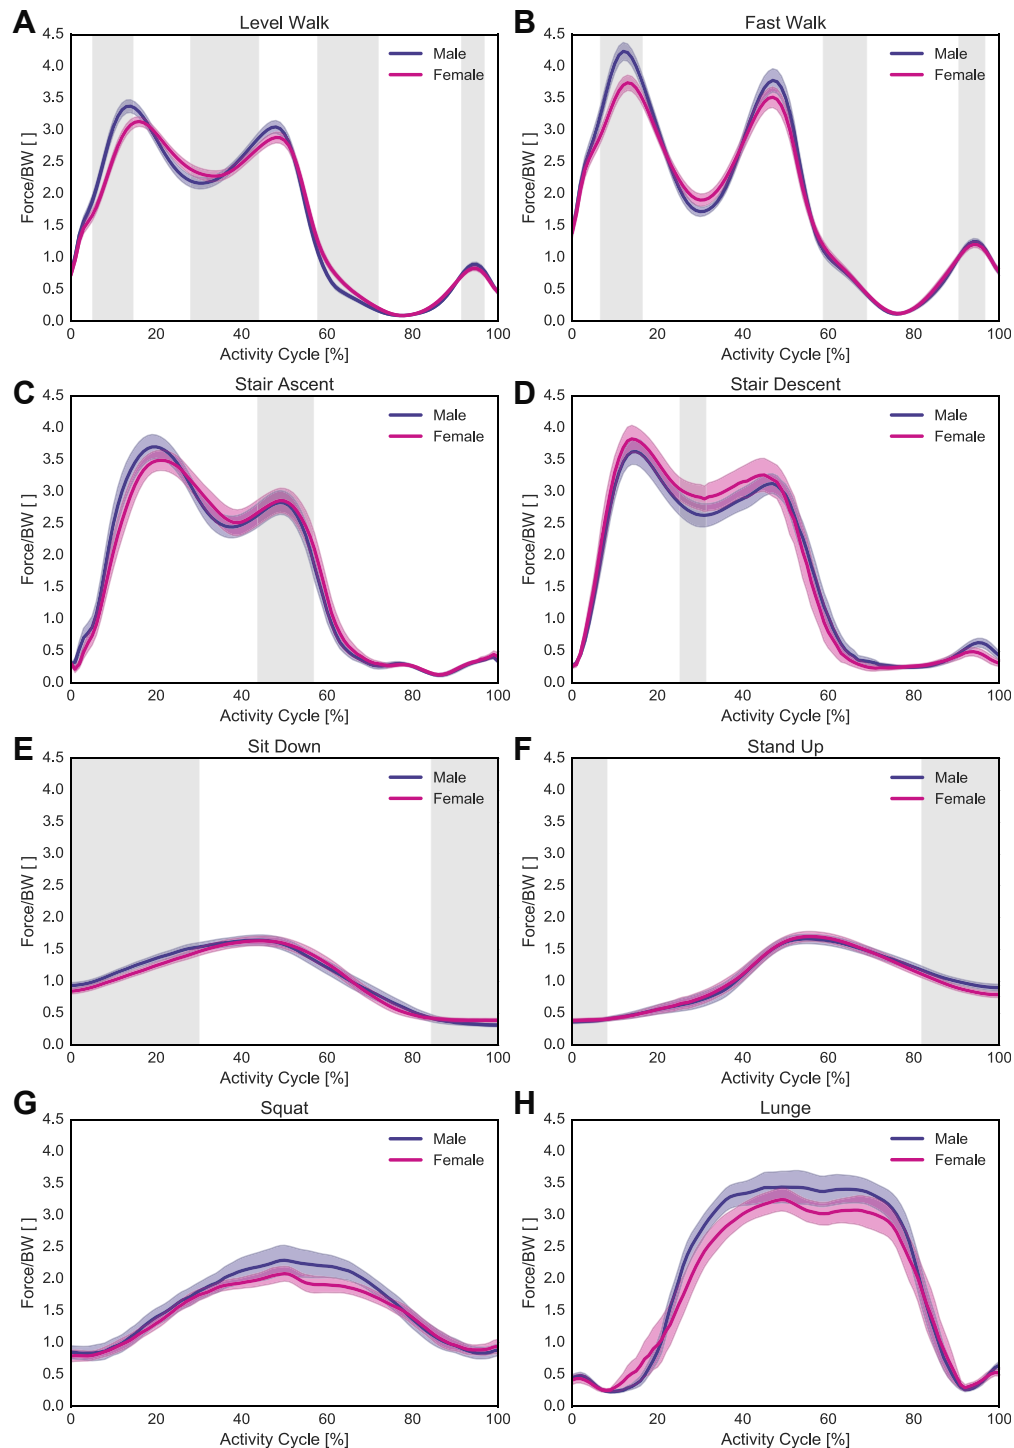 A
Level Walk
4.5
4.0
3.5
3.0
2.5
2.0
1.5
1.0
0.5
0.0
Force/BW [ ]
Male
Female
0 20 40 60 80 100
Activity Cycle [%]
B
Fast Walk
4.5
4.0
3.5
3.0
2.5
2.0
1.5
1.0
0.5
0.0
Force/BW [ ]
Male
Female
0 20 40 60 80 100
Activity Cycle [%]
C
Stair Ascent
4.5
4.0
3.5
3.0
2.5
2.0
1.5
1.0
0.5
0.0
Force/BW [ ]
Male
Female
0 20 40 60 80 100
Activity Cycle [%]
D
Stair Descent
4.5
4.0
3.5
3.0
2.5
2.0
1.5
1.0
0.5
0.0
Force/BW [ ]
Male
Female
0 20 40 60 80 100
Activity Cycle [%]
E
Sit Down
4.5
4.0
3.5
3.0
2.5
2.0
1.5
1.0
0.5
0.0
Force/BW [ ]
Male
Female
0 20 40 60 80 100
Activity Cycle [%]
F
Stand Up
4.5
4.0
3.5
3.0
2.5
2.0
1.5
1.0
0.5
0.0
Force/BW [ ]
Male
Female
0 20 40 60 80 100
Activity Cycle [%]
G
Squat
4.5
4.0
3.5
3.0
2.5
2.0
1.5
1.0
0.5
0.0
Force/BW [ ]
Male
Female
0 20 40 60 80 100
Activity Cycle [%]
H
Lunge
4.5
4.0
3.5
3.0
2.5
2.0
1.5
1.0
0.5
0.0
Force/BW [ ]
Male
Female
0 20 40 60 80 100
Activity Cycle [%]